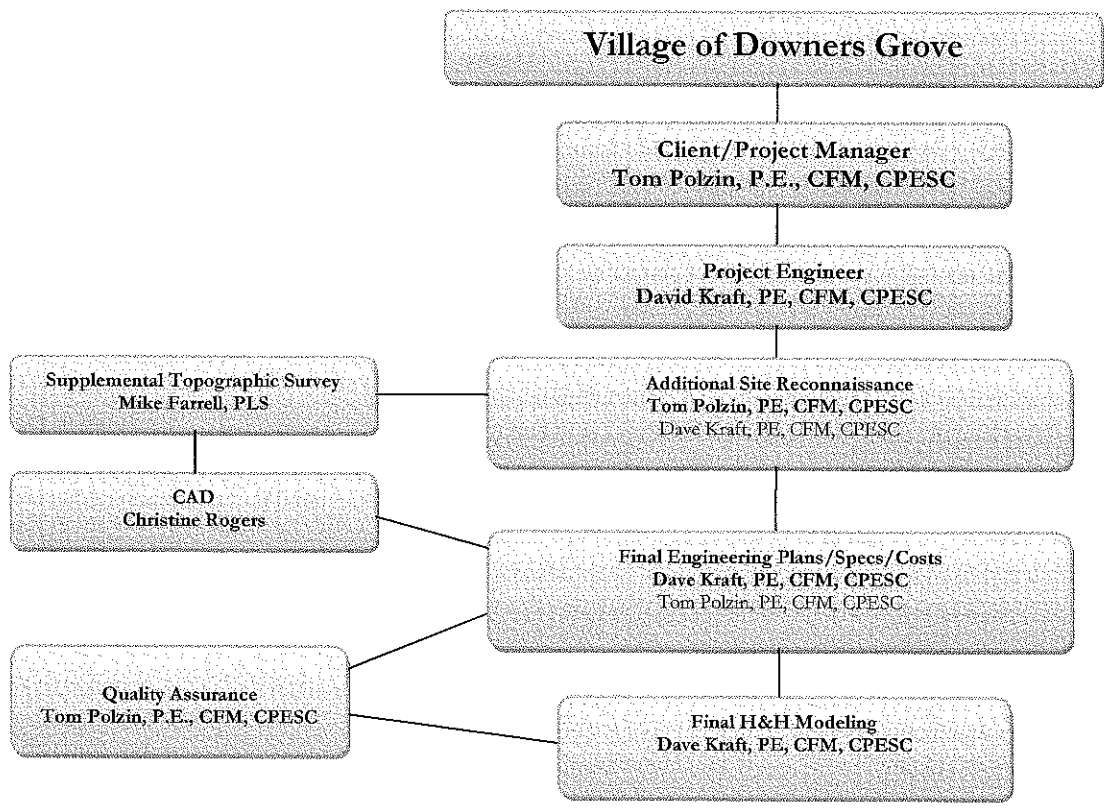 Village of Downers Grove
Client/Project Manager
Tom Polzin, P.E., CFM, CPESC
Project Engineer
David Kraft, PE, CFM, CPESC
Supplemental Topographic Survey
Mike Farrell, PLS
Additional Site Reconnaissance
Tom Polzin, PE, CFM, CPESC
Dave Kraft, PE, CFM, CPESC
CAD
Christine Rogers
Final Engineering Plans/Specs/Costs
Dave Kraft, PE, CFM, CPESC
Tom Polzin, PE, CFM, CPESC
Quality Assurance
Tom Polzin, P.E., CFM, CPESC
Final H&H Modeling
Dave Kraft, PE, CFM, CPESC